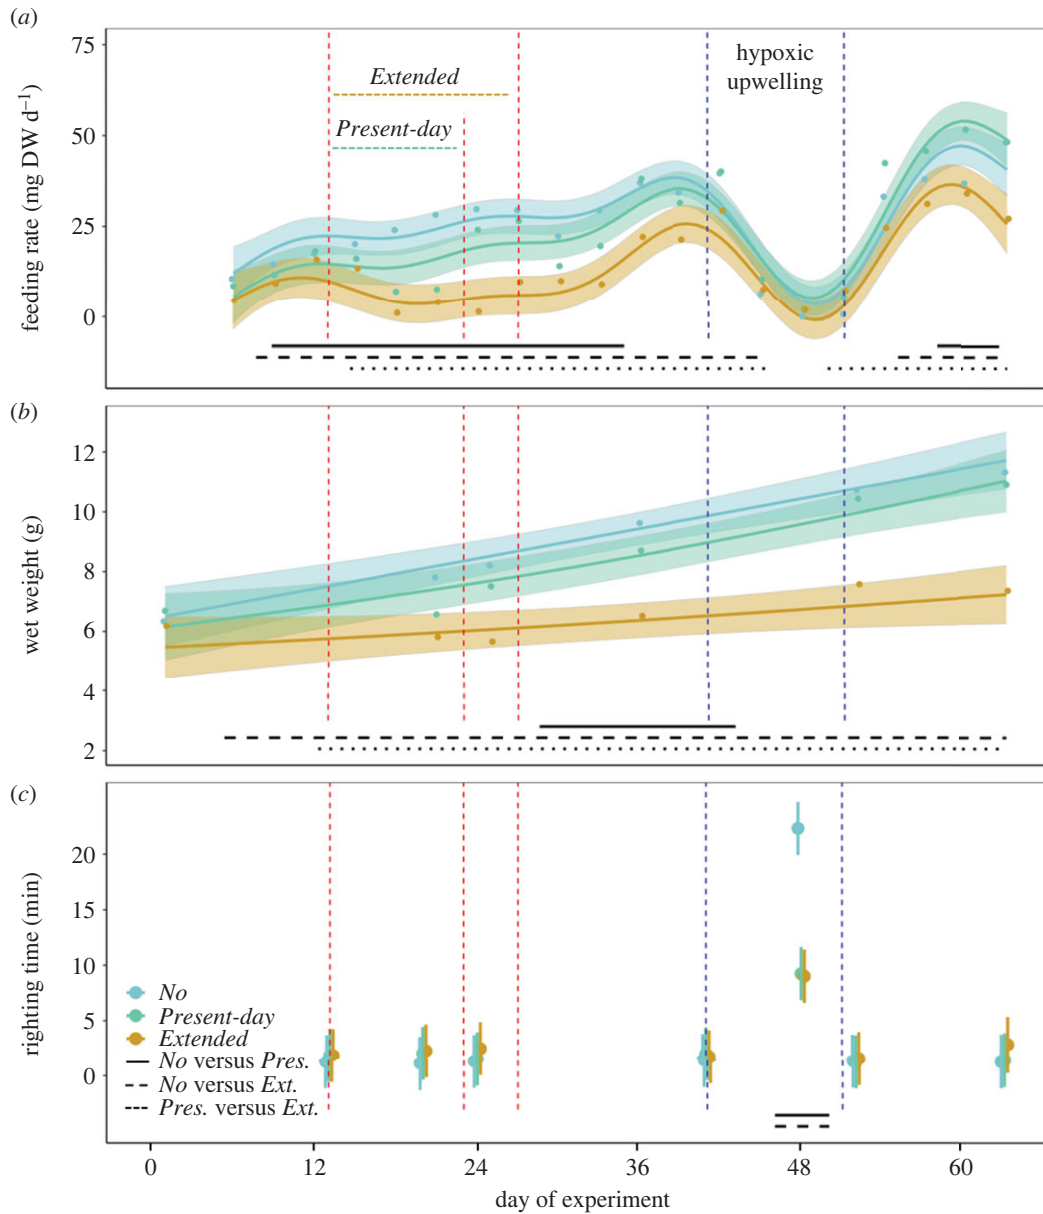 (a)
75
50
25
0
feeding rate (mg DW d⁻¹)
Extended
Present-day
hypoxic
upwelling
(b)
12
10
8
6
4
2
wet weight (g)
(c)
20
15
10
5
0
righting time (min)
No
Present-day
Extended
No versus Pres.
No versus Ext.
Pres. versus Ext.
0 12 24 36 48 60
day of experiment